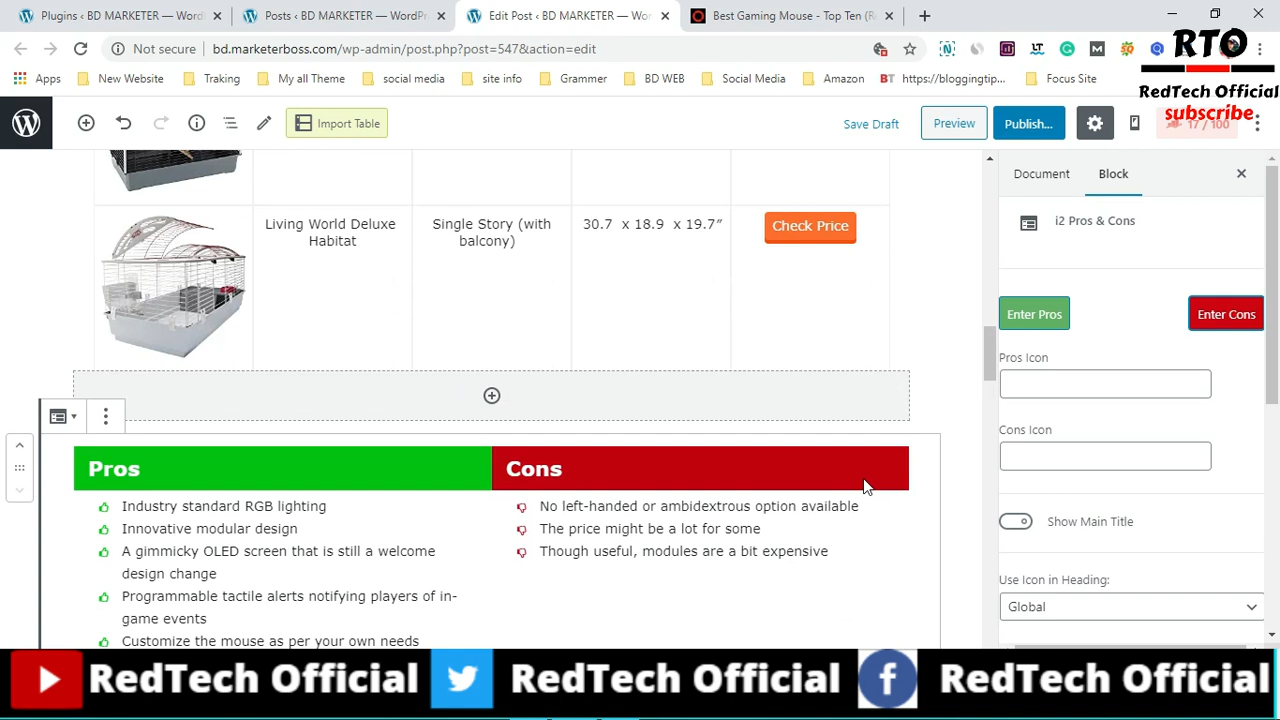 Plugins ‹ BD MARKETER — WordP
Posts ‹ BD MARKETER — WordPr
Edit Post ‹ BD MARKETER — Wo
Best Gaming Mouse - Top Ten (R
Not secure
bd.marketerboss.com/wp-admin/post.php?post=547&action=edit
RTO
Apps
New Website
Traking
My all Theme
social media
site info
Grammer
BD WEB
Social Media
Amazon
https://bloggingtip...
Focus Site
RedTech Official
subscribe
Import Table
Save Draft
Preview
Publish...
17 / 100
Document
Block
i2 Pros & Cons
Living World Deluxe
Habitat
Single Story (with
balcony)
30.7 x 18.9 x 19.7″
Check Price
Enter Pros
Enter Cons
Pros Icon
Cons Icon
Show Main Title
Use Icon in Heading:
Global
Pros
Cons
Industry standard RGB lighting
Innovative modular design
A gimmicky OLED screen that is still a welcome
design change
Programmable tactile alerts notifying players of in-
game events
Customize the mouse as per your own needs
No left-handed or ambidextrous option available
The price might be a lot for some
Though useful, modules are a bit expensive
RedTech Official
RedTech Official
RedTech Official